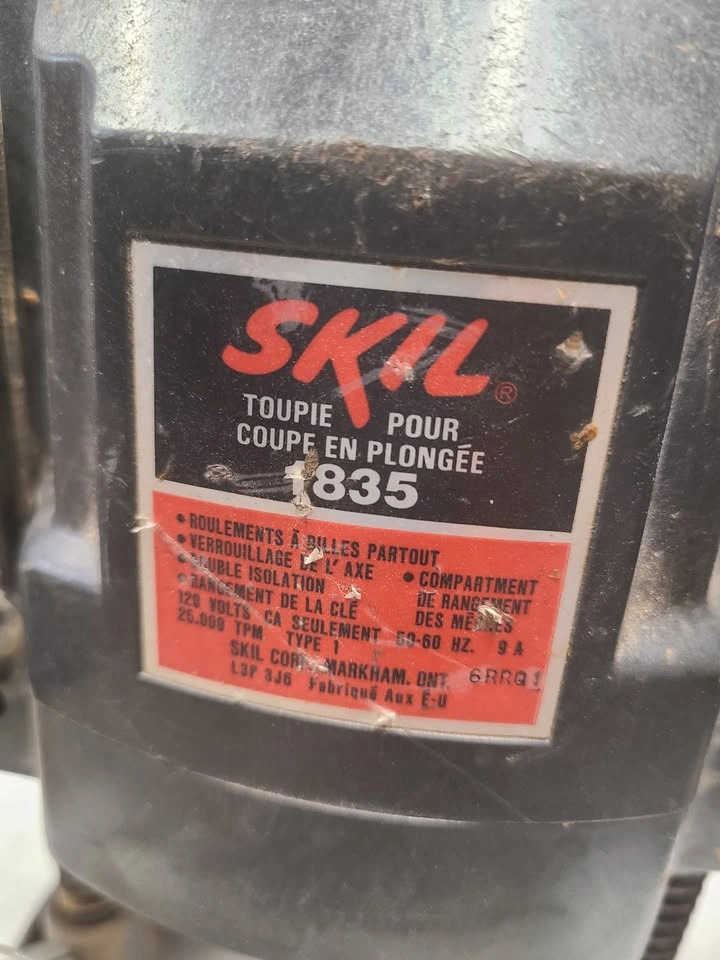 SKIL®
TOUPIE POUR
COUPE EN PLONGÉE
1835
• ROULEMENTS À BILLES PARTOUT
• VERROUILLAGE L'AXE
• DOUBLE ISOLATION
• RANGEMENT DE LA CLÉ
• COMPARTMENT
DE RANGEMENT
DES MÈCHES
120 VOLTS CA SEULEMENT 50-60 HZ. 9 A
25.000 TPM TYPE 1
SKIL CORP. MARKHAM. ONT. 6RRQ1
L3P 3J6 Fabriqué Aux É-U